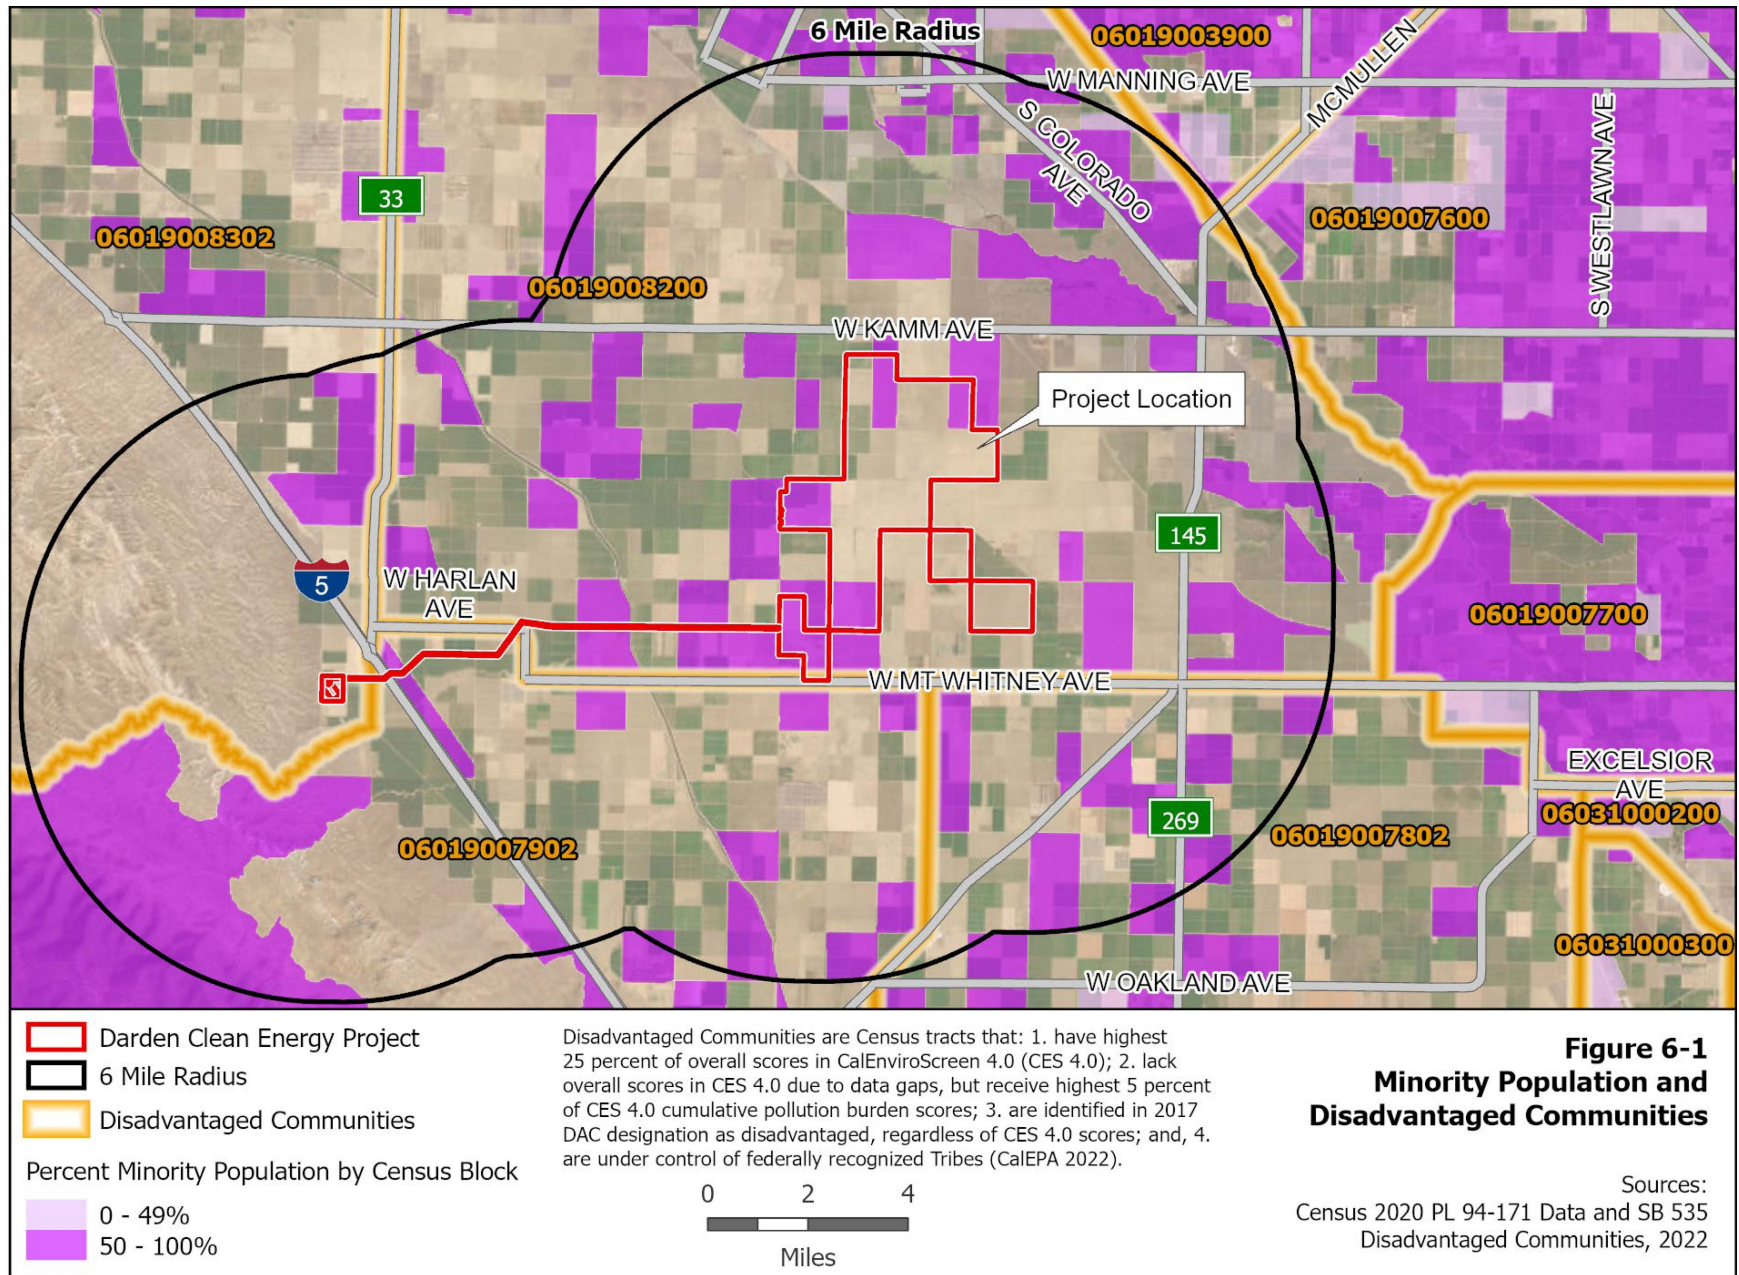 6 Mile Radius
06019003900
W MANNING AVE
MCMULLEN
S COLORADO
AVE
S WESTLAWN AVE
33
06019008302
06019007600
06019008200
W KAMM AVE
Project Location
145
5
W HARLAN
AVE
06019007700
W MT WHITNEY AVE
EXCELSIOR
AVE
269
06031000200
06019007902
06019007802
06031000300
W OAKLAND AVE
Darden Clean Energy Project
6 Mile Radius
Disadvantaged Communities
Percent Minority Population by Census Block
0 - 49%
50 - 100%
Disadvantaged Communities are Census tracts that: 1. have highest
25 percent of overall scores in CalEnviroScreen 4.0 (CES 4.0); 2. lack
overall scores in CES 4.0 due to data gaps, but receive highest 5 percent
of CES 4.0 cumulative pollution burden scores; 3. are identified in 2017
DAC designation as disadvantaged, regardless of CES 4.0 scores; and, 4.
are under control of federally recognized Tribes (CalEPA 2022).
0 2 4
Miles
Figure 6-1
Minority Population and
Disadvantaged Communities
Sources:
Census 2020 PL 94-171 Data and SB 535
Disadvantaged Communities, 2022